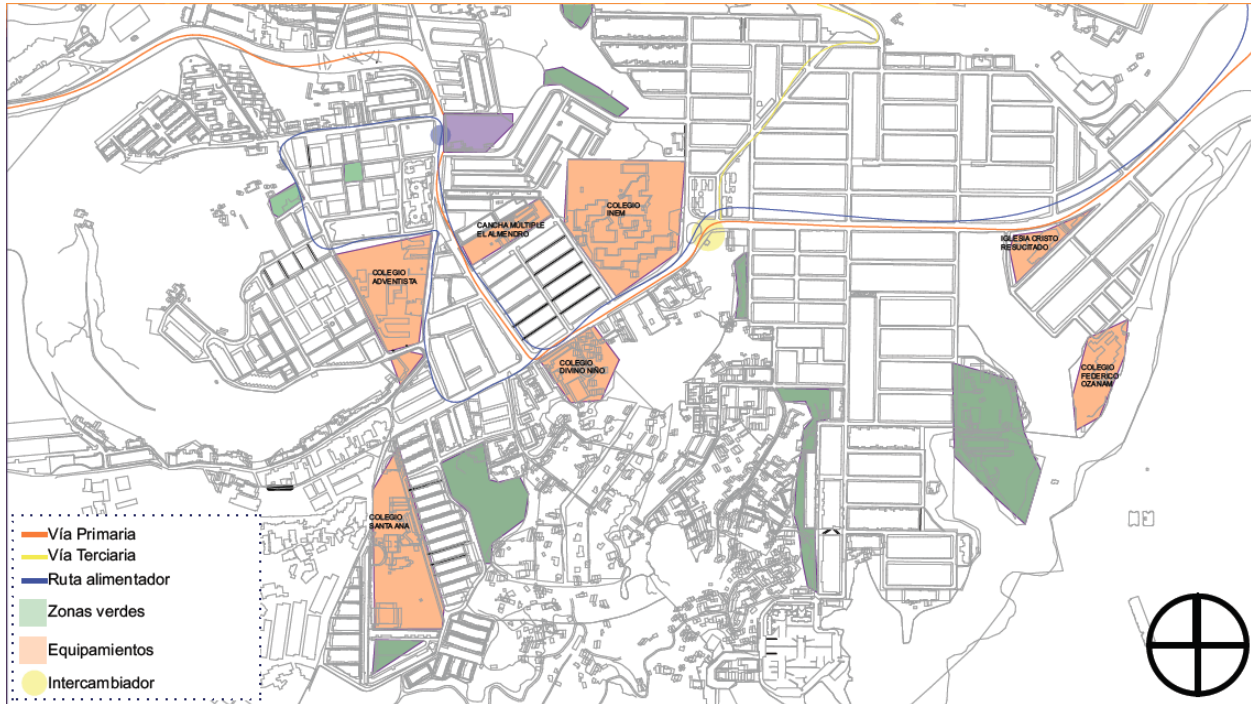 COLEGIO
INEM
CANCHA MÚLTIPLE
EL ALMENDRO
IGLESIA CRISTO
RESUCITADO
COLEGIO
ADVENTISTA
COLEGIO
DIVINO NIÑO
COLEGIO
FEDERICO
OZANAM
COLEGIO
SANTA ANA
Vía Primaria
Vía Terciaria
Ruta alimentador
Zonas verdes
Equipamientos
Intercambiador